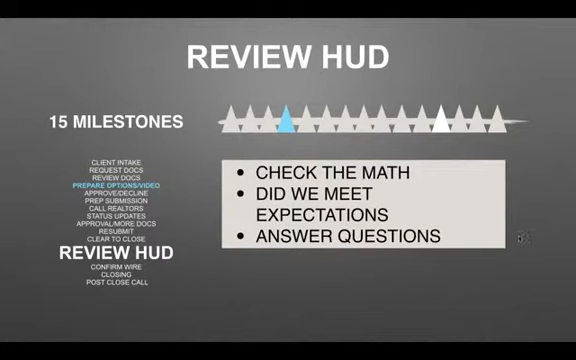 REVIEW HUD
15 MILESTONES
CLIENT INTAKE
REQUEST DOCS
REVIEW DOCS
PREPARE OPTIONS/VIDEO
APPROVE/DECLINE
PREP SUBMISSION
CALL REALTORS
STATUS UPDATES
APPROVAL/MORE DOCS
RESUBMIT
CLEAR TO CLOSE
REVIEW HUD
CONFIRM WIRE
CLOSING
POST CLOSE CALL
• CHECK THE MATH
• DID WE MEET
EXPECTATIONS
• ANSWER QUESTIONS